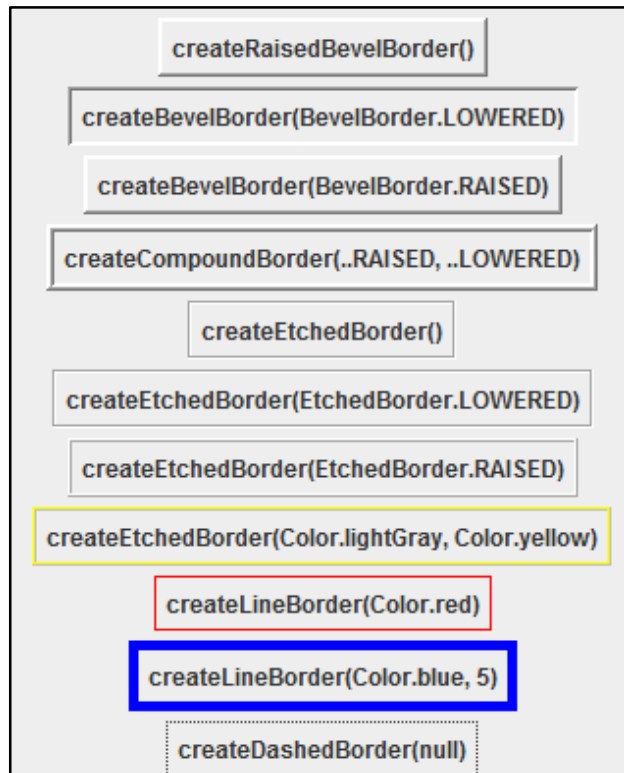 createRaisedBevelBorder()
createBevelBorder(BevelBorder.LOWERED)
createBevelBorder(BevelBorder.RAISED)
createCompoundBorder(..RAISED, ..LOWERED)
createEtchedBorder()
createEtchedBorder(EtchedBorder.LOWERED)
createEtchedBorder(EtchedBorder.RAISED)
createEtchedBorder(Color.lightGray, Color.yellow)
createLineBorder(Color.red)
createLineBorder(Color.blue, 5)
createDashedBorder(null)